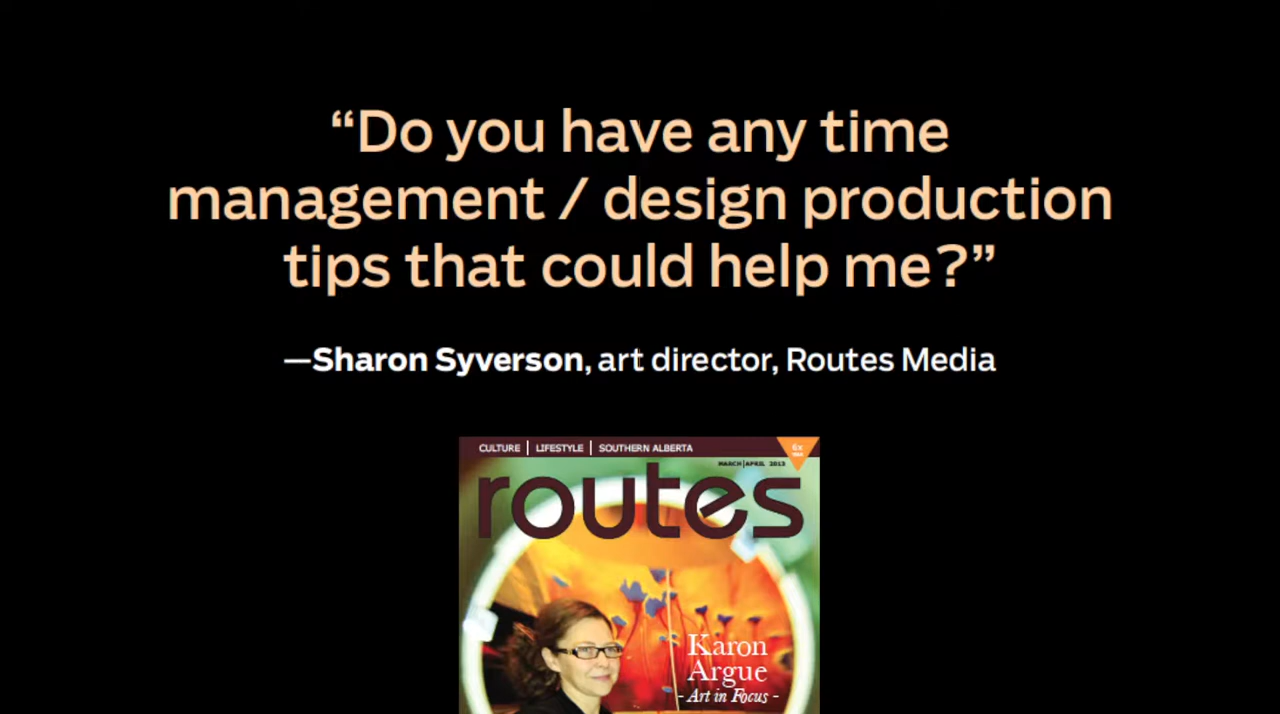 “Do you have any time
management / design production
tips that could help me?”
—Sharon Syverson, art director, Routes Media
CULTURE | LIFESTYLE | SOUTHERN ALBERTA
6x
MARCH|APRIL 2013
routes
Karon
Argue
- Art in Focus -